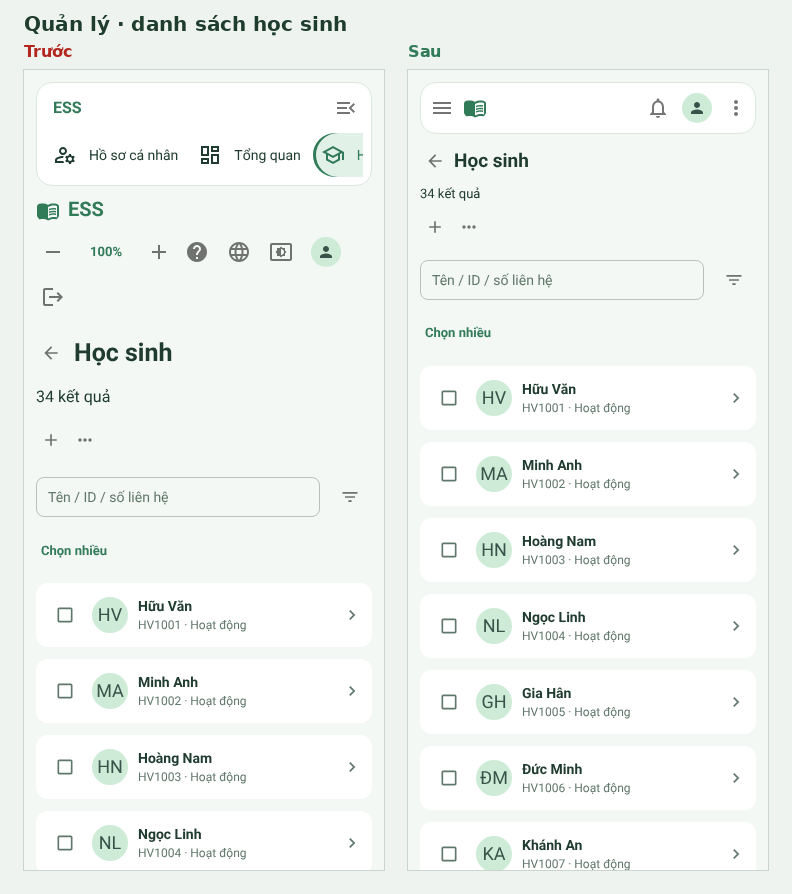 Quản lý · danh sách học sinh
Trước
ESS
Hồ sơ cá nhân
Tổng quan
ESS
100%
Học sinh
34 kết quả
Tên / ID / số liên hệ
Chọn nhiều
HV
Hữu Văn
HV1001 · Hoạt động
MA
Minh Anh
HV1002 · Hoạt động
HN
Hoàng Nam
HV1003 · Hoạt động
NL
Ngọc Linh
HV1004 · Hoạt động
Sau
Học sinh
34 kết quả
Tên / ID / số liên hệ
Chọn nhiều
HV
Hữu Văn
HV1001 · Hoạt động
MA
Minh Anh
HV1002 · Hoạt động
HN
Hoàng Nam
HV1003 · Hoạt động
NL
Ngọc Linh
HV1004 · Hoạt động
GH
Gia Hân
HV1005 · Hoạt động
ĐM
Đức Minh
HV1006 · Hoạt động
KA
Khánh An
HV1007 · Hoạt động